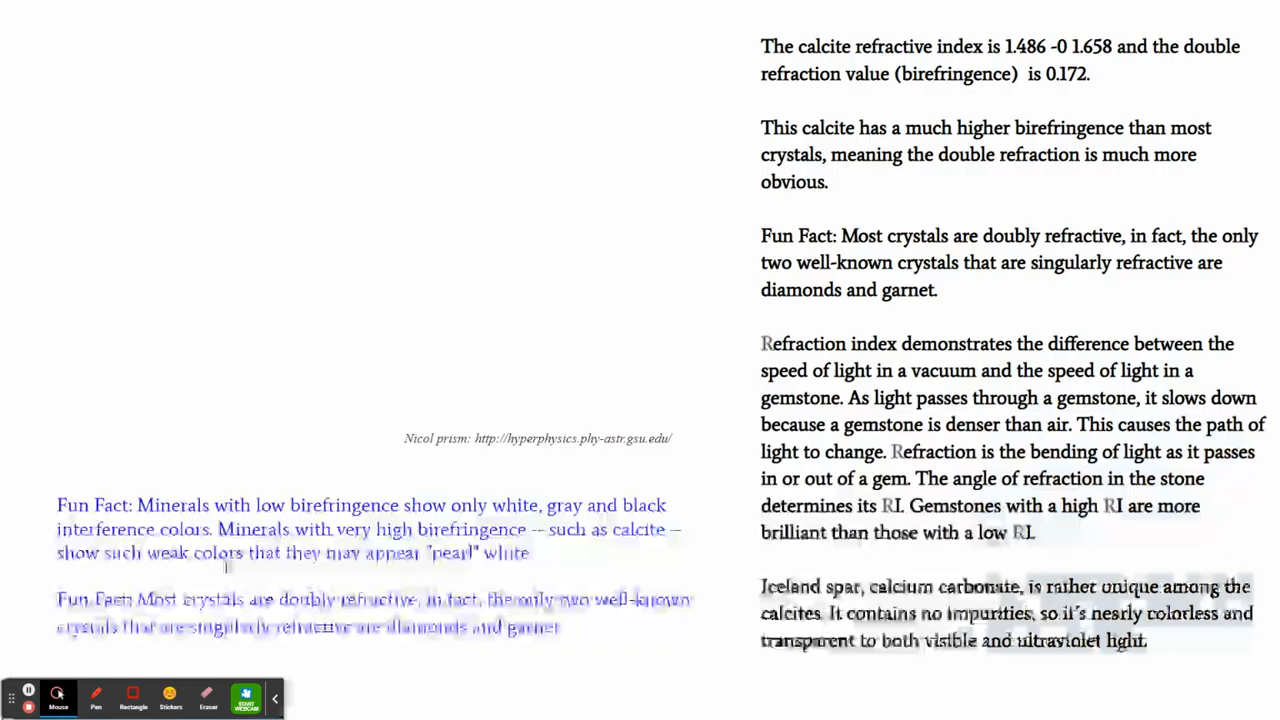 The calcite refractive index is 1.486 -0 1.658 and the double
refraction value (birefringence) is 0.172.
This calcite has a much higher birefringence than most
crystals, meaning the double refraction is much more
obvious.
Fun Fact: Most crystals are doubly refractive, in fact, the only
two well-known crystals that are singularly refractive are
diamonds and garnet.
Refraction index demonstrates the difference between the
speed of light in a vacuum and the speed of light in a
gemstone. As light passes through a gemstone, it slows down
because a gemstone is denser than air. This causes the path of
light to change. Refraction is the bending of light as it passes
in or out of a gem. The angle of refraction in the stone
determines its RI. Gemstones with a high RI are more
brilliant than those with a low RI.
Iceland spar, calcium carbonate, is rather unique among the
calcites. It contains no impurities, so it's nearly colorless and
transparent to both visible and ultraviolet light.
Nicol prism: http://hyperphysics.phy-astr.gsu.edu/
Fun Fact: Minerals with low birefringence show only white, gray and black
interference colors. Minerals with very high birefringence -- such as calcite --
show such weak colors that they may appear "pearl" white
Fun Fact: Most crystals are doubly refractive, in fact, the only two well-known
crystals that are singularly refractive are diamonds and garnet
Mouse
Pen
Rectangle
Stickers
Eraser
START
WEBCAM